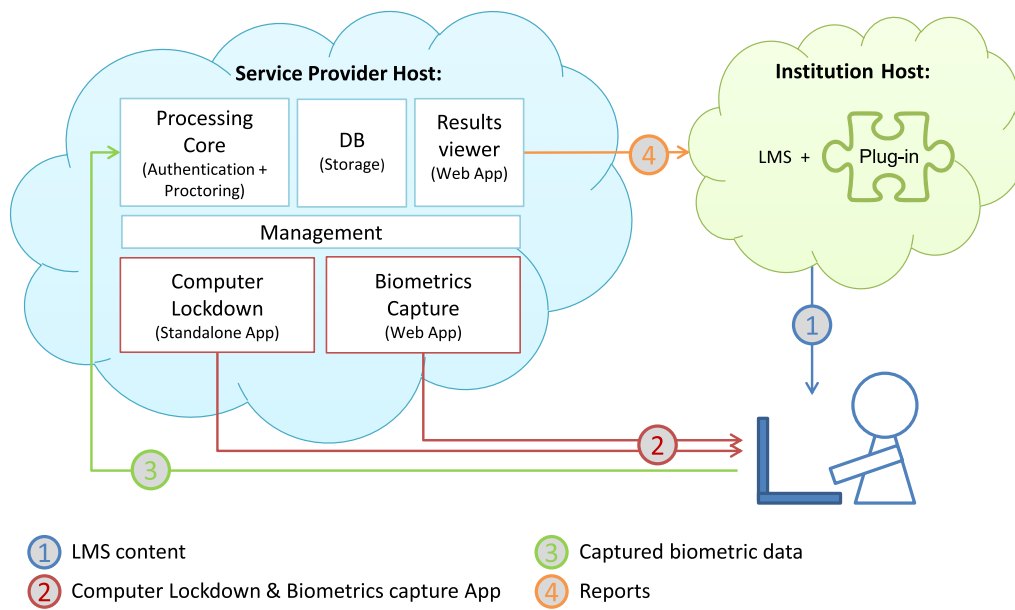 Service Provider Host:
Processing
Core
(Authentication +
Proctoring)
DB
(Storage)
Results
viewer
(Web App)
Management
Computer
Lockdown
(Standalone App)
Biometrics
Capture
(Web App)
Institution Host:
LMS +
Plug-in
4
1
2
3
1 LMS content
2 Computer Lockdown & Biometrics capture App
3 Captured biometric data
4 Reports